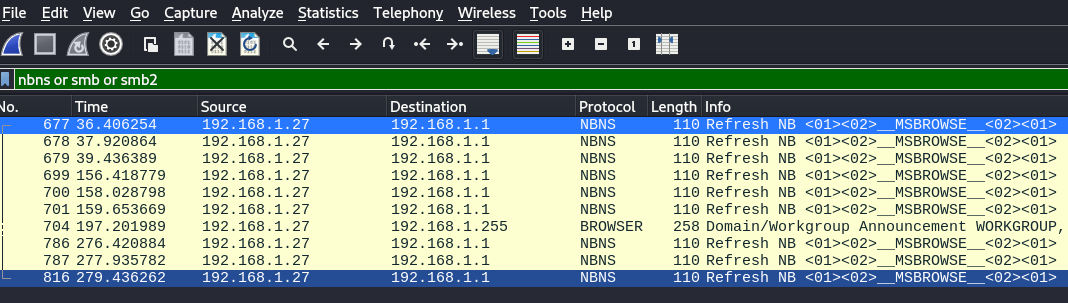 File Edit View Go Capture Analyze Statistics Telephony Wireless Tools Help
nbns or smb or smb2
No. Time Source Destination Protocol Length Info
677 36.406254 192.168.1.27 192.168.1.1 NBNS 110 Refresh NB <01><02>__MSBROWSE__<02><01>
678 37.920864 192.168.1.27 192.168.1.1 NBNS 110 Refresh NB <01><02>__MSBROWSE__<02><01>
679 39.436389 192.168.1.27 192.168.1.1 NBNS 110 Refresh NB <01><02>__MSBROWSE__<02><01>
699 156.418779 192.168.1.27 192.168.1.1 NBNS 110 Refresh NB <01><02>__MSBROWSE__<02><01>
700 158.028798 192.168.1.27 192.168.1.1 NBNS 110 Refresh NB <01><02>__MSBROWSE__<02><01>
701 159.653669 192.168.1.27 192.168.1.1 NBNS 110 Refresh NB <01><02>__MSBROWSE__<02><01>
704 197.201989 192.168.1.27 192.168.1.255 BROWSER 258 Domain/Workgroup Announcement WORKGROUP,
786 276.420884 192.168.1.27 192.168.1.1 NBNS 110 Refresh NB <01><02>__MSBROWSE__<02><01>
787 277.935782 192.168.1.27 192.168.1.1 NBNS 110 Refresh NB <01><02>__MSBROWSE__<02><01>
816 279.436262 192.168.1.27 192.168.1.1 NBNS 110 Refresh NB <01><02>__MSBROWSE__<02><01>